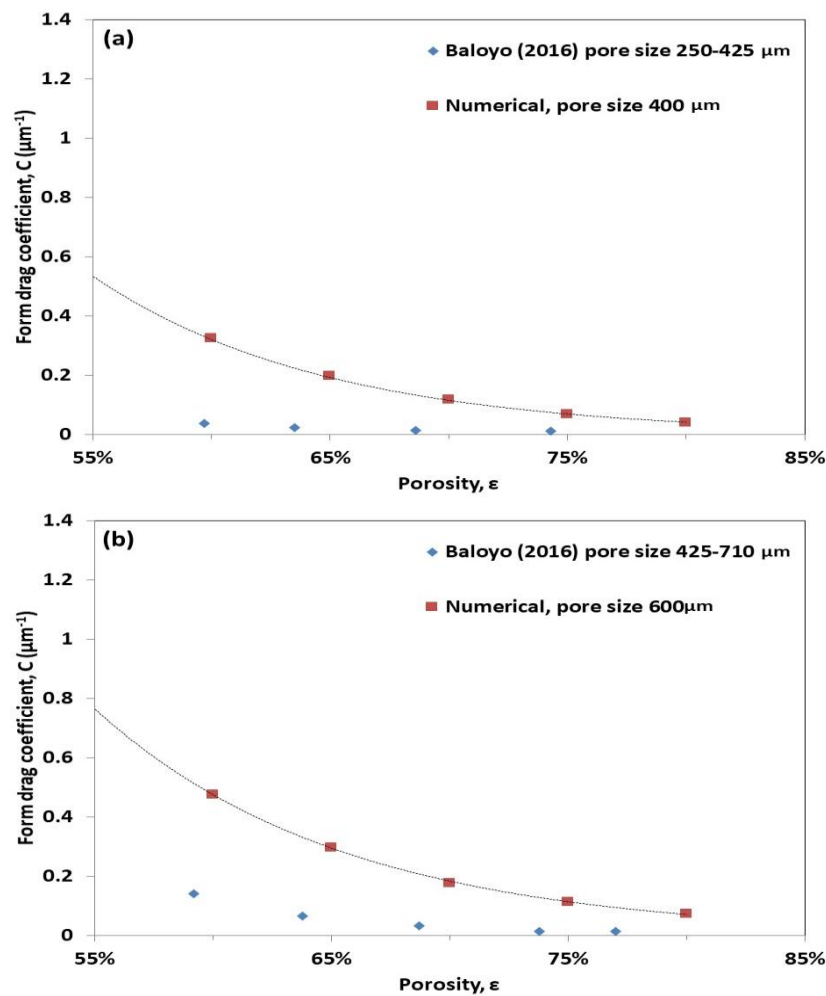 (a)
Baloyo (2016) pore size 250-425 μm
Numerical, pore size 400 μm
Form drag coefficient, C (μm⁻¹)
1.4
1.2
1
0.8
0.6
0.4
0.2
0
55%
65%
75%
85%
Porosity, ε
(b)
Baloyo (2016) pore size 425-710 μm
Numerical, pore size 600μm
Form drag coefficient, C (μm⁻¹)
1.4
1.2
1
0.8
0.6
0.4
0.2
0
55%
65%
75%
85%
Porosity, ε